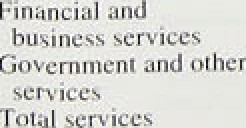 Financial and
business services
Government and other
services
Total services